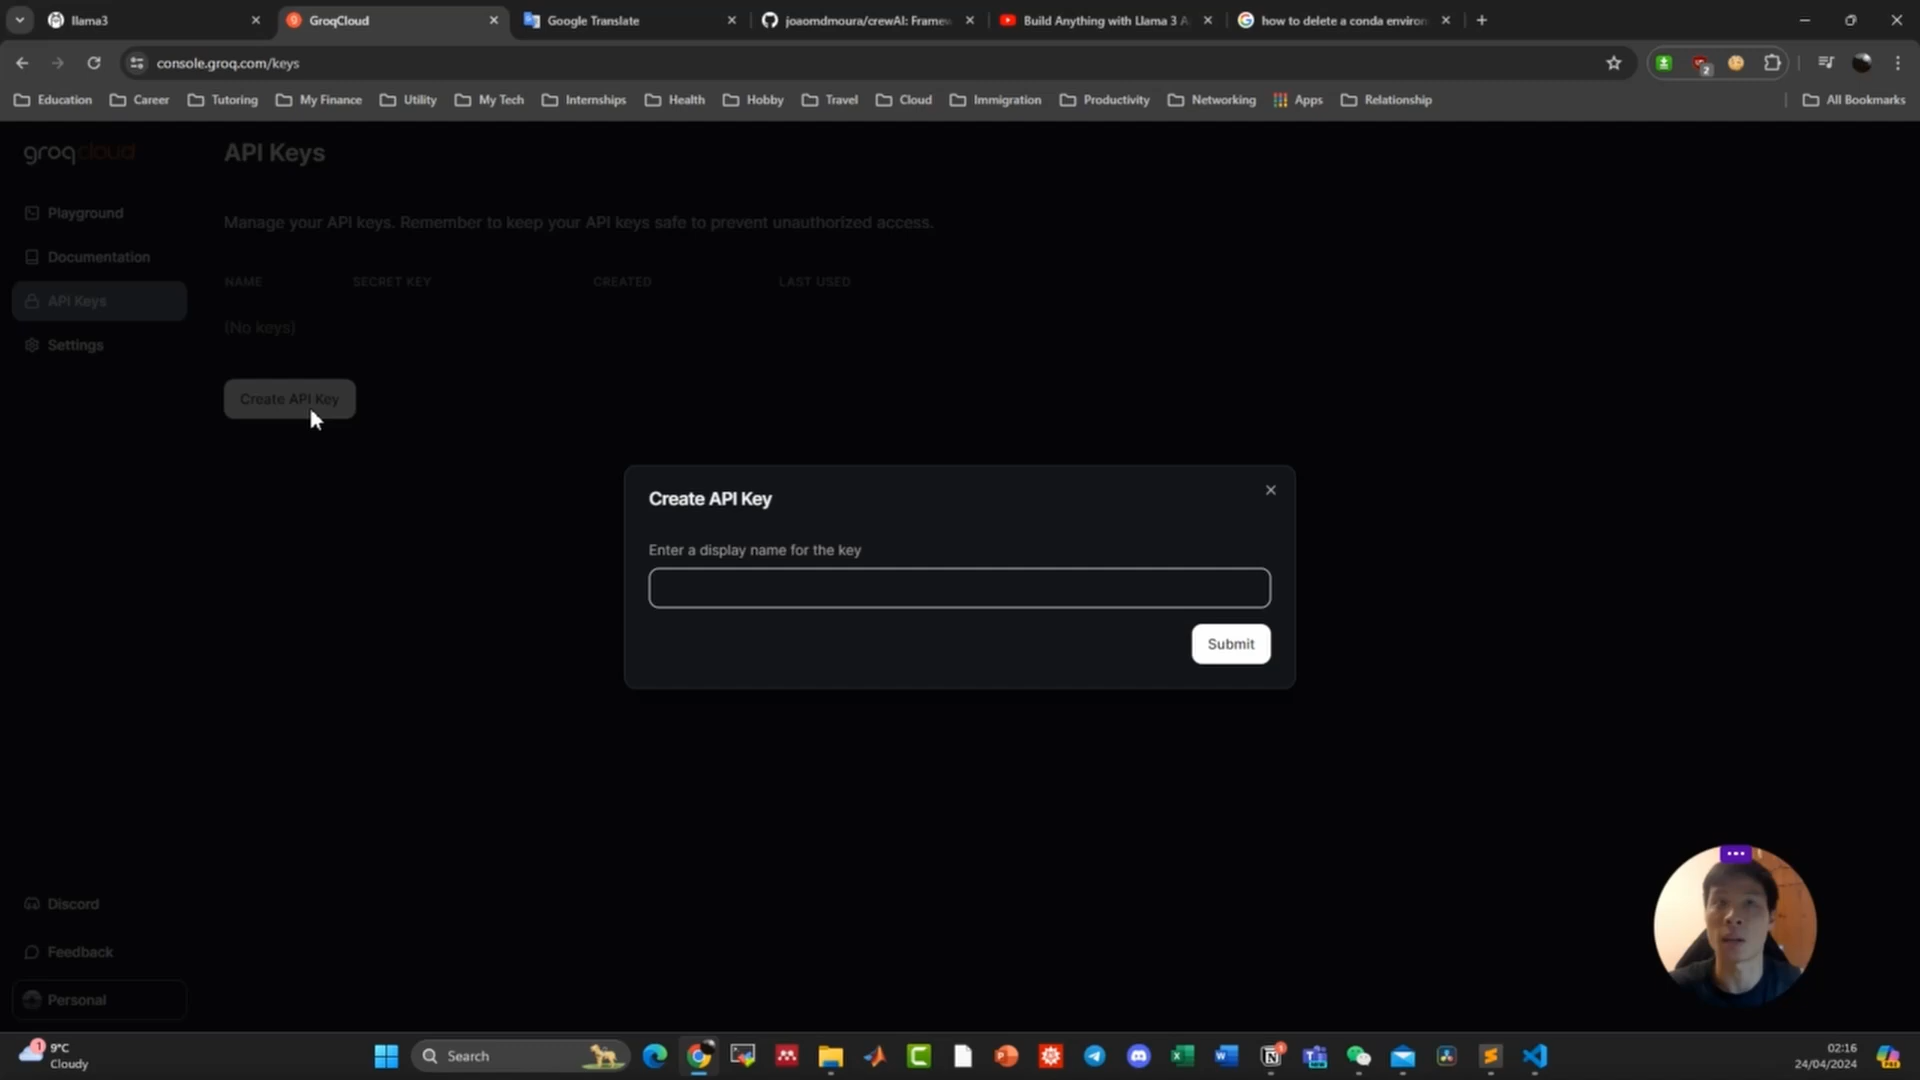 llama3
GroqCloud
Google Translate
joaomdmoura/crewAI: Framew
Build Anything with Llama 3 A
how to delete a conda environ
console.groq.com/keys
2
Education
Career
Tutoring
My Finance
Utility
My Tech
Internships
Health
Hobby
Travel
Cloud
Immigration
Productivity
Networking
Apps
Relationship
All Bookmarks
groqcloud
API Keys
Playground
Manage your API keys. Remember to keep your API keys safe to prevent unauthorized access.
Documentation
NAME
SECRET KEY
CREATED
LAST USED
API Keys
(No keys)
Settings
Create API Key
Create API Key
Enter a display name for the key
Submit
Discord
Feedback
Personal
1
9°C
Cloudy
Search
02:16
24/04/2024